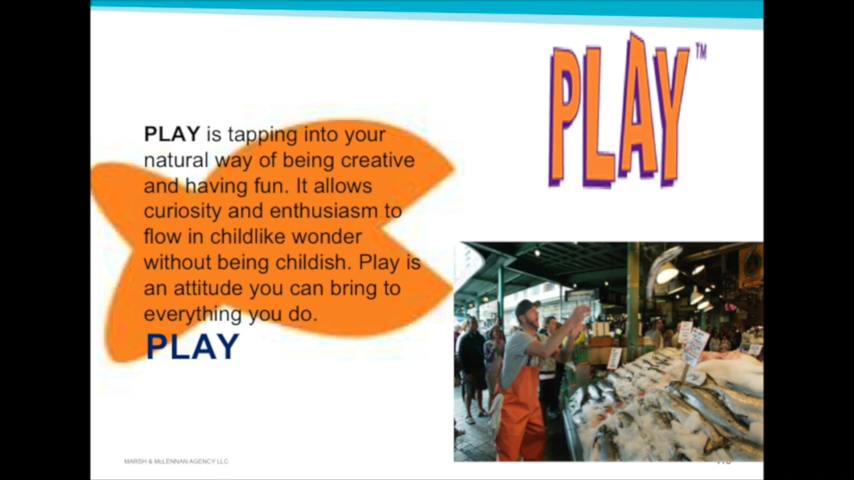 PLAY™
PLAY is tapping into your
natural way of being creative
and having fun. It allows
curiosity and enthusiasm to
flow in childlike wonder
without being childish. Play is
an attitude you can bring to
everything you do.
PLAY
MARSH & McLENNAN AGENCY LLC